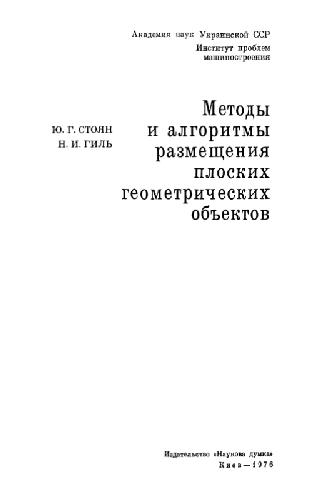 Академия наук Украинской ССР
Институт проблем
машиностроения
Ю. Г. СТОЯН
Н. И. ГИЛЬ
Методы
и алгоритмы
размещения
плоских
геометрических
объектов
Издательство «Наукова думка»
Киев—1976